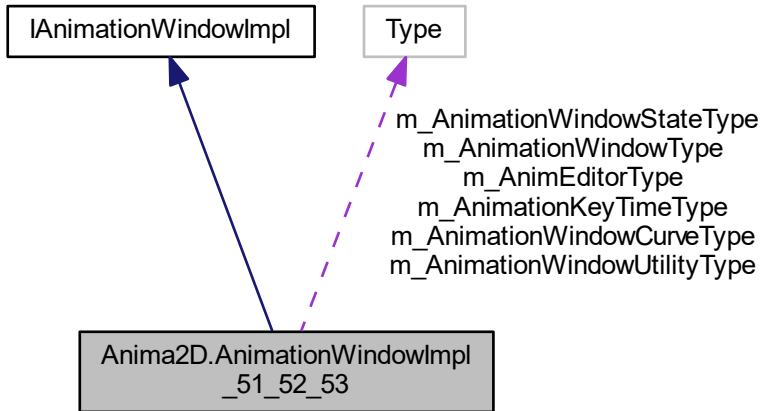 IAnimationWindowImpl
Type
m_AnimationWindowStateType
m_AnimationWindowType
m_AnimEditorType
m_AnimationKeyTimeType
m_AnimationWindowCurveType
m_AnimationWindowUtilityType
Anima2D.AnimationWindowImpl
_51_52_53